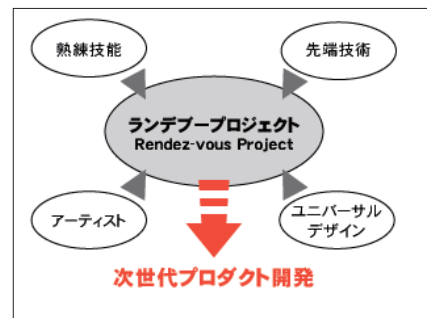 熟練技能
先端技術
ランデブープロジェクト
Rendez-vous Project
アーティスト
ユニバーサル
デザイン
次世代プロダクト開発